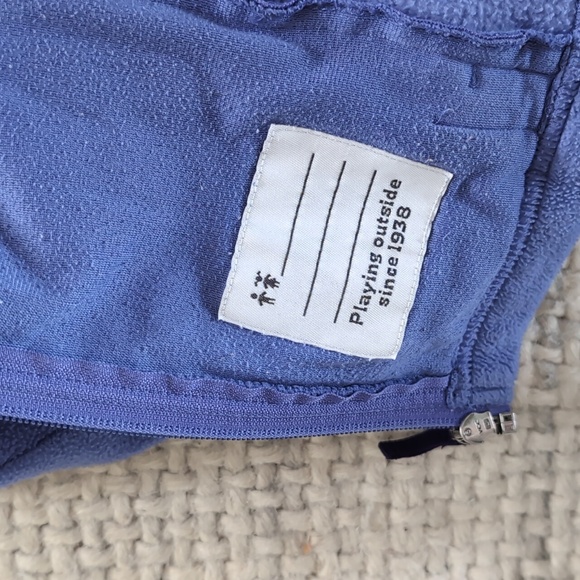 Playing outside
since 1938